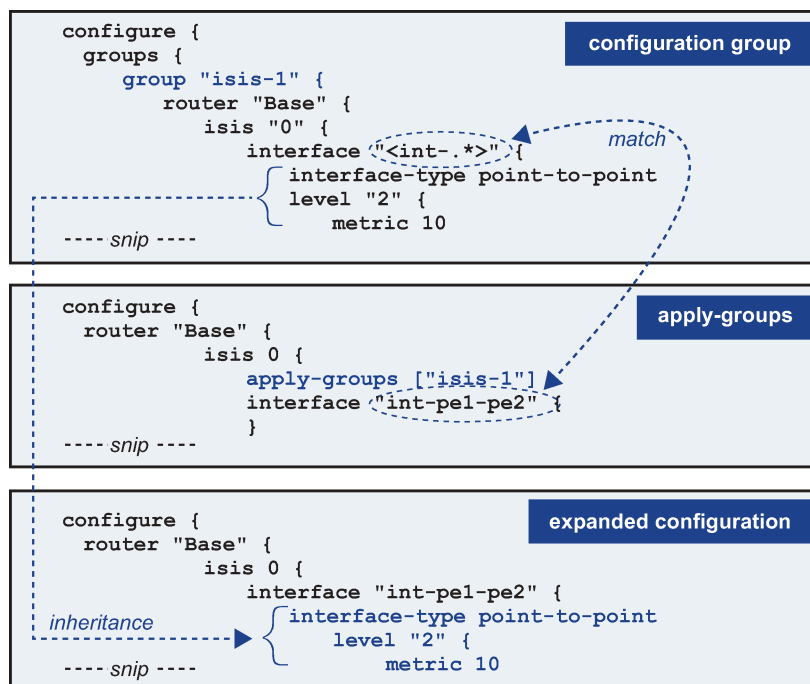 configure {
configuration group
groups {
group "isis-1" {
router "Base" {
isis "0" {
match
interface "<int-.*>" {
interface-type point-to-point
level "2" {
metric 10
---- snip ----
configure {
apply-groups
router "Base" {
isis 0 {
apply-groups ["isis-1"]
interface "int-pe1-pe2" {
}
---- snip ----
configure {
expanded configuration
router "Base" {
isis 0 {
interface "int-pe1-pe2" {
inheritance
interface-type point-to-point
level "2" {
metric 10
---- snip ----